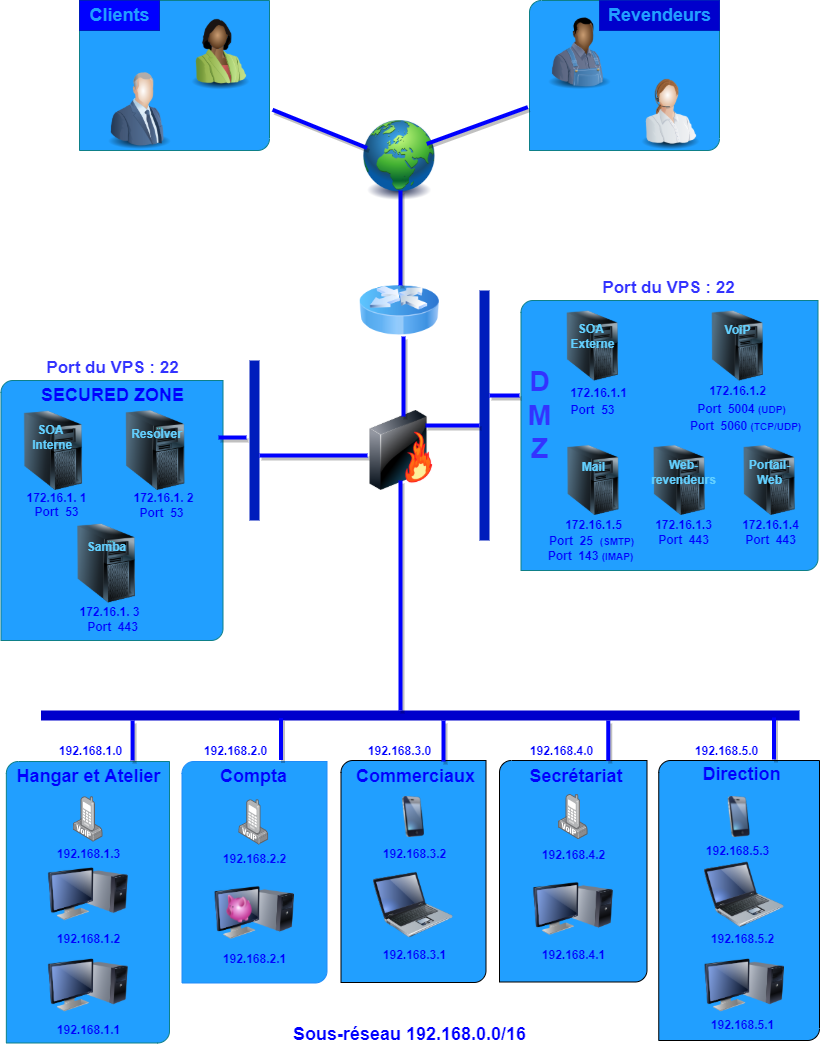 Clients
Revendeurs
Port du VPS : 22
DMZ
SOA
Externe
172.16.1.1
Port 53
VoIP
172.16.1.2
Port 5004 (UDP)
Port 5060 (TCP/UDP)
Mail
172.16.1.5
Port 25 (SMTP)
Port 143 (IMAP)
Web-
revendeurs
172.16.1.3
Port 443
Portail
Web
172.16.1.4
Port 443
Port du VPS : 22
SECURED ZONE
SOA
Interne
172.16.1. 1
Port 53
Resolver
172.16.1. 2
Port 53
Samba
172.16.1. 3
Port 443
192.168.1.0
Hangar et Atelier
VoIP
192.168.1.3
192.168.1.2
192.168.1.1
192.168.2.0
Compta
VoIP
192.168.2.2
192.168.2.1
192.168.3.0
Commerciaux
192.168.3.2
192.168.3.1
192.168.4.0
Secrétariat
VoIP
192.168.4.2
192.168.4.1
192.168.5.0
Direction
192.168.5.3
192.168.5.2
192.168.5.1
Sous-réseau 192.168.0.0/16